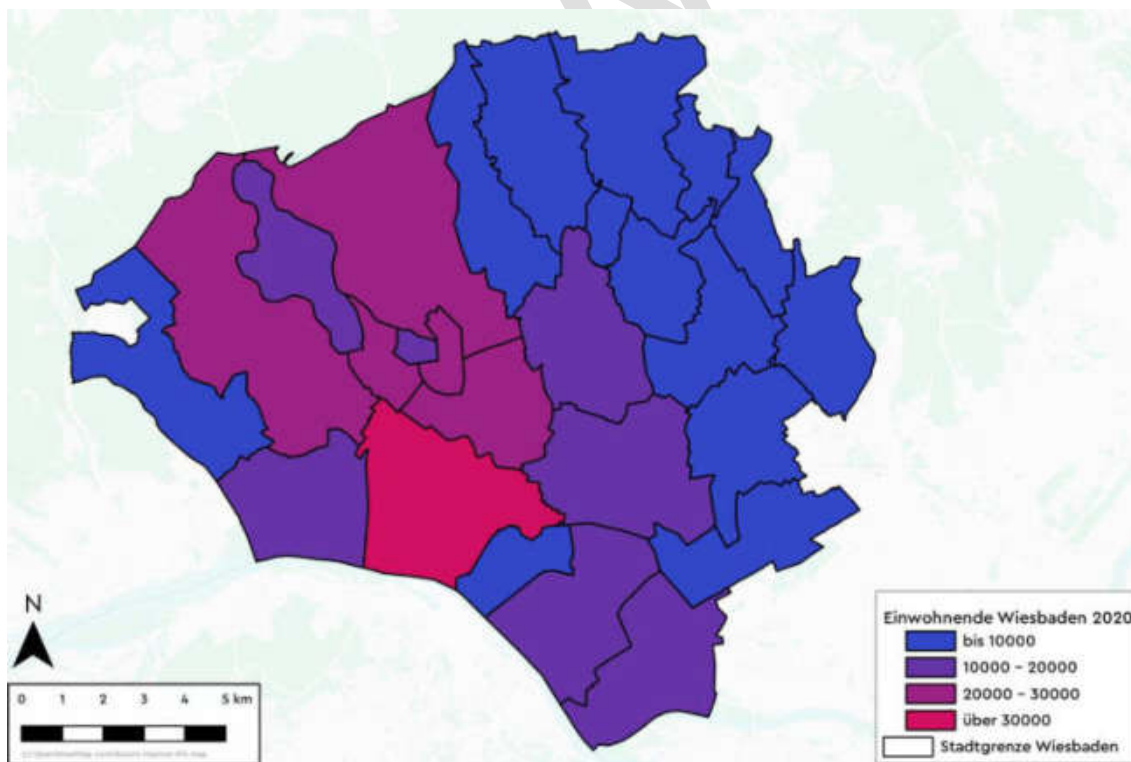 N
0 1 2 3 4 5 km
Einwohnende Wiesbaden 2020
bis 10000
10000 - 20000
20000 - 30000
über 30000
Stadtgrenze Wiesbaden